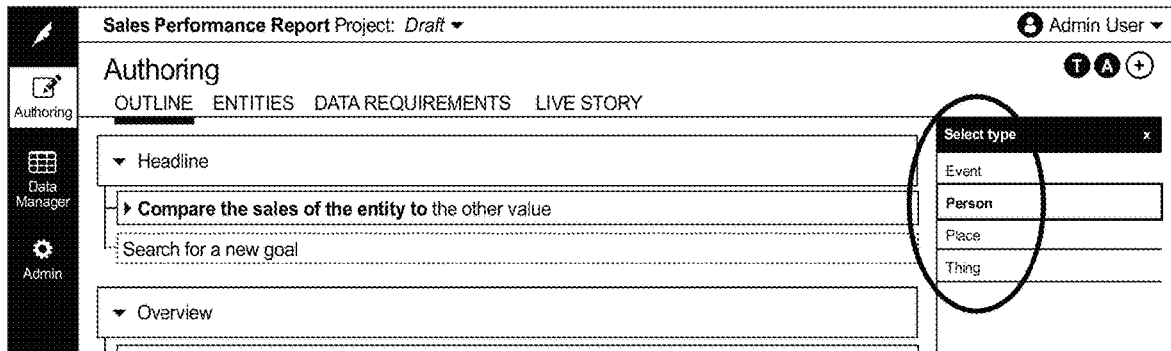 Sales Performance Report Project: Draft
Admin User
Authoring
T A +
Authoring
OUTLINE ENTITIES DATA REQUIREMENTS LIVE STORY
Select type x
Headline
Event
Data Manager
Compare the sales of the entity to the other value
Person
Search for a new goal
Place
Admin
Thing
Overview